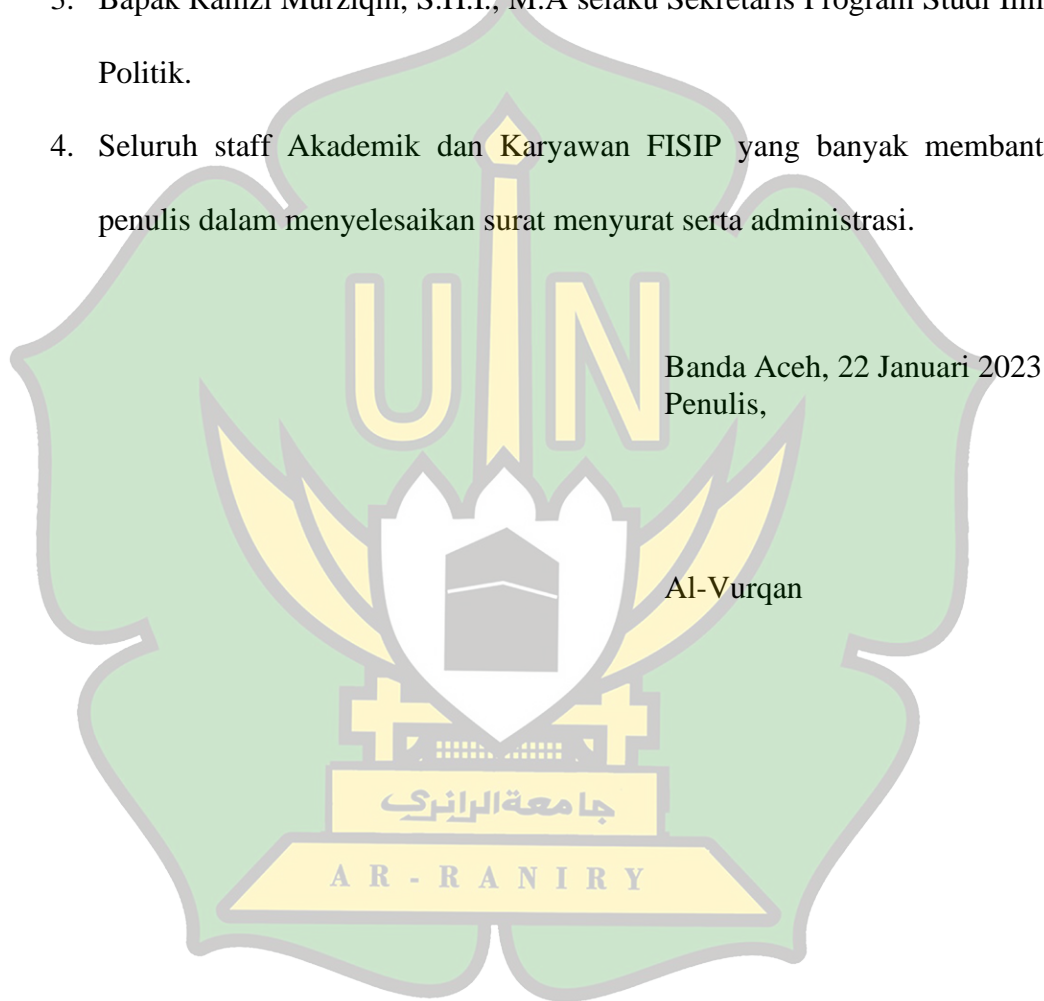 3. Bapak Ramzi Murziqin, S.H.I., M.A selaku Sekretaris Program Studi Ilm
Politik.
4. Seluruh staff Akademik dan Karyawan FISIP yang banyak membant
penulis dalam menyelesaikan surat menyurat serta administrasi.
Banda Aceh, 22 Januari 2023
Penulis,
Al-Vurqan
UIN
جامعة الرانري
AR-RANIRY